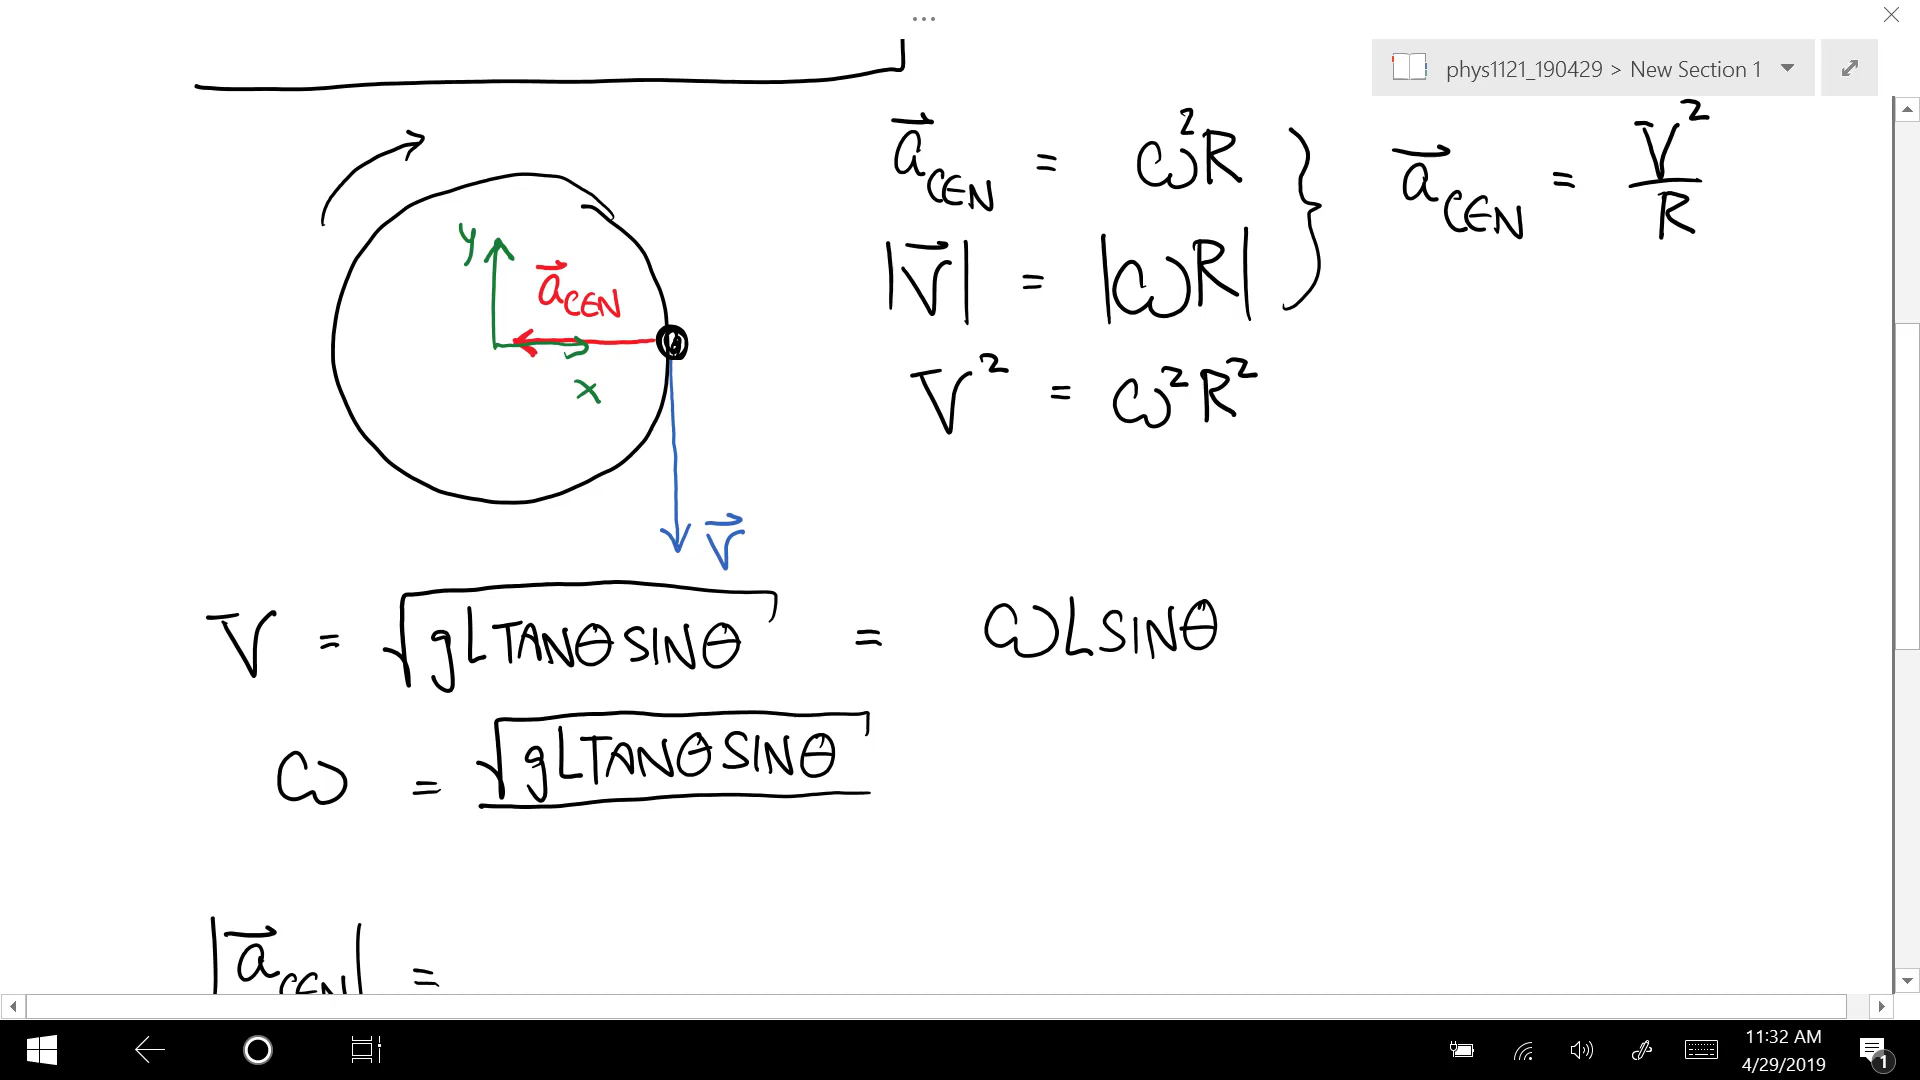 ...
phys1121_190429 > New Section 1
a⃗CEN = ω²R
a⃗CEN = V²/R
|V⃗| = |ωR|
V² = ω²R²
y
a⃗CEN
x
V⃗
V = √gLTANθSINθ = ωLSINθ
ω = √gLTANθSINθ
|a⃗CEN| =
11:32 AM
4/29/2019
1